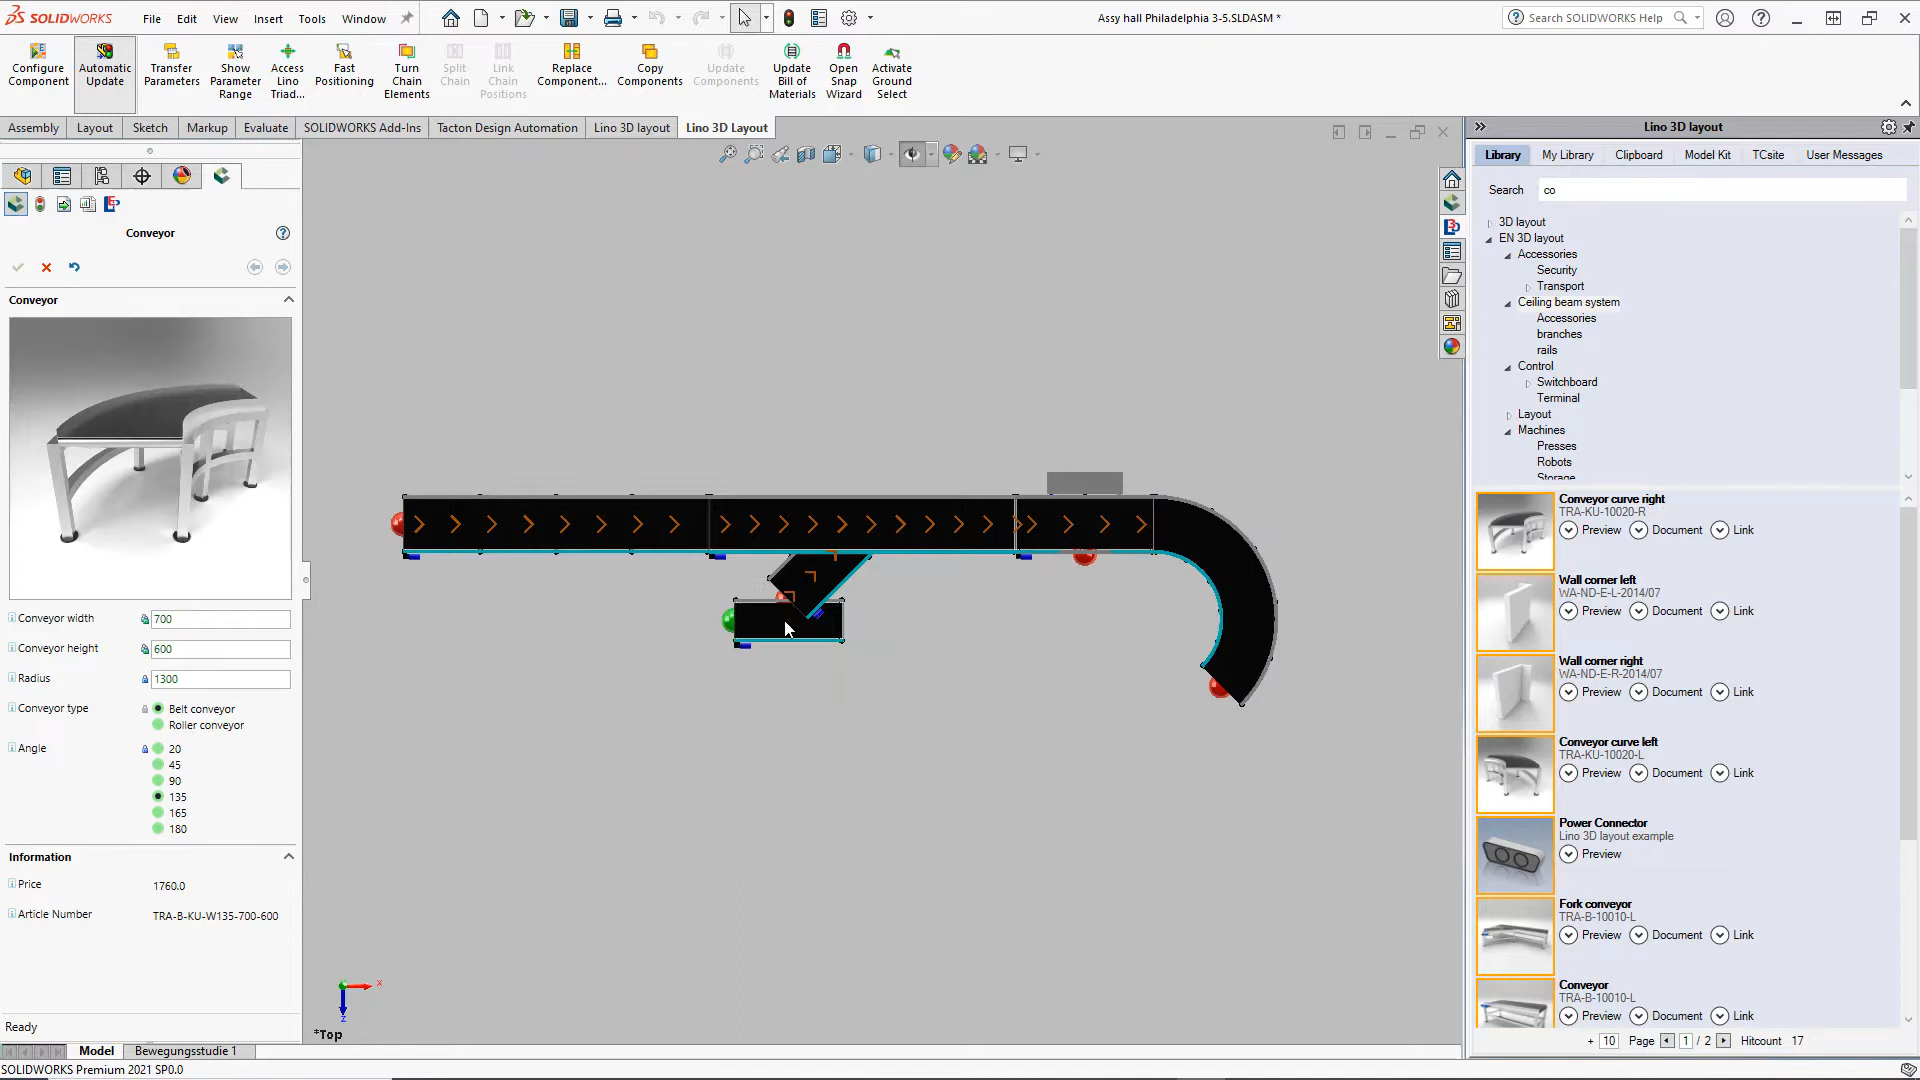 SOLIDWORKS
File
Edit
View
Insert
Tools
Window
Assy hall Philadelphia 3-5.SLDASM *
Search SOLIDWORKS Help
Configure Component
Automatic Update
Transfer Parameters
Show Parameter Range
Access Lino Triad...
Fast Positioning
Turn Chain Elements
Split Chain
Link Chain Positions
Replace Component...
Copy Components
Update Components
Update Bill of Materials
Open Snap Wizard
Activate Ground Select
Assembly
Layout
Sketch
Markup
Evaluate
SOLIDWORKS Add-Ins
Tacton Design Automation
Lino 3D layout
Lino 3D Layout
Conveyor
Conveyor
Conveyor width 700
Conveyor height 600
Radius 1300
Conveyor type Belt conveyor
Roller conveyor
Angle 20
45
90
135
165
180
Information
Price 1760.0
Article Number TRA-B-KU-W135-700-600
Ready
x
z
*Top
Model
Bewegungsstudie 1
SOLIDWORKS Premium 2021 SP0.0
Lino 3D layout
Library
My Library
Clipboard
Model Kit
TCsite
User Messages
Search co
3D layout
EN 3D layout
Accessories
Security
Transport
Ceiling beam system
Accessories
branches
rails
Control
Switchboard
Terminal
Layout
Machines
Presses
Robots
Storage
Conveyor curve right
TRA-KU-10020-R
Preview Document Link
Wall corner left
WA-ND-E-L-2014/07
Preview Document Link
Wall corner right
WA-ND-E-R-2014/07
Preview Document Link
Conveyor curve left
TRA-KU-10020-L
Preview Document Link
Power Connector
Lino 3D layout example
Preview
Fork conveyor
TRA-B-10010-L
Preview Document Link
Conveyor
TRA-B-10010-L
Preview Document Link
+ 10 Page 1 / 2 Hitcount 17